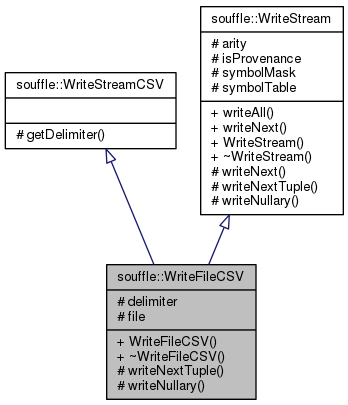 souffle::WriteStream
# arity
# isProvenance
# symbolMask
# symbolTable
+ writeAll()
+ writeNext()
+ WriteStream()
+ ~WriteStream()
# writeNext()
# writeNextTuple()
# writeNullary()
souffle::WriteStreamCSV
# getDelimiter()
souffle::WriteFileCSV
# delimiter
# file
+ WriteFileCSV()
+ ~WriteFileCSV()
# writeNextTuple()
# writeNullary()